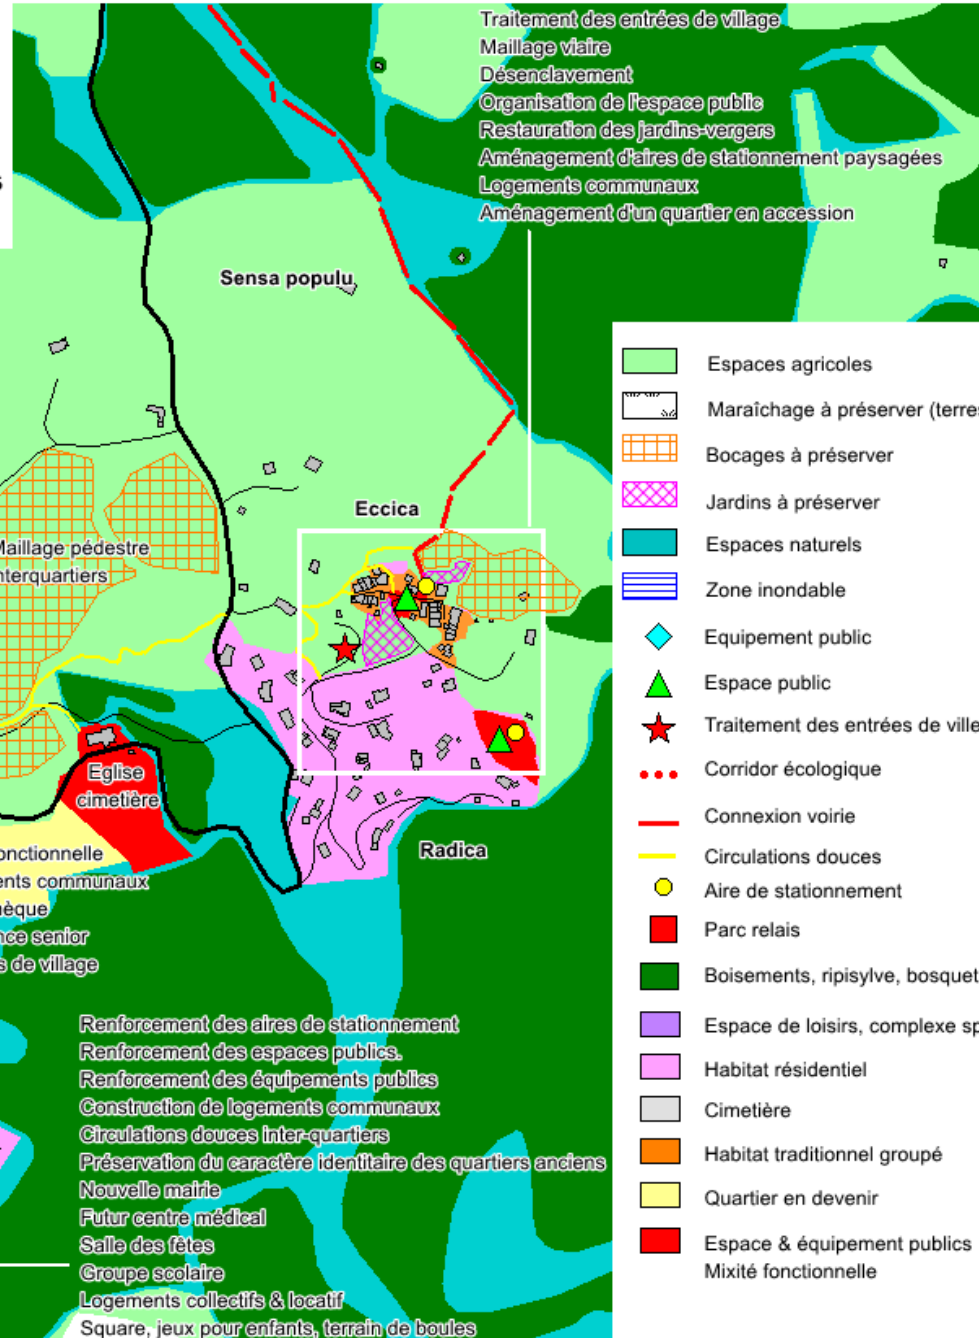 Traitement des entrées de village
Maillage viaire
Désenclavement
Organisation de l'espace public
Restauration des jardins-vergers
Aménagement d'aires de stationnement paysagées
Logements communaux
Aménagement d'un quartier en accession
Sensa populu
Eccica
Maillage pédestre
interquartiers
Eglise
cimetière
Radica
onctionnelle
ents communaux
hèque
nce senior
s de village
Renforcement des aires de stationnement
Renforcement des espaces publics.
Renforcement des équipements publics
Construction de logements communaux
Circulations douces inter-quartiers
Préservation du caractère identitaire des quartiers anciens
Nouvelle mairie
Futur centre médical
Salle des fêtes
Groupe scolaire
Logements collectifs & locatif
Square, jeux pour enfants, terrain de boules
Espaces agricoles
Maraîchage à préserver (terres
Bocages à préserver
Jardins à préserver
Espaces naturels
Zone inondable
Equipement public
Espace public
Traitement des entrées de ville
Corridor écologique
Connexion voirie
Circulations douces
Aire de stationnement
Parc relais
Boisements, ripisylve, bosquet
Espace de loisirs, complexe sp
Habitat résidentiel
Cimetière
Habitat traditionnel groupé
Quartier en devenir
Espace & équipement publics
Mixité fonctionnelle